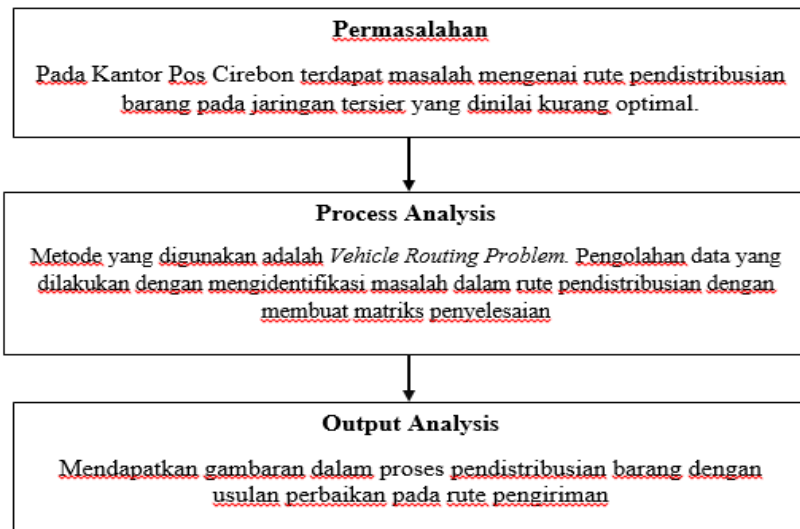 Permasalahan
Pada Kantor Pos Cirebon terdapat masalah mengenai rute pendistribusian
barang pada jaringan tersier yang dinilai kurang optimal.
Process Analysis
Metode yang digunakan adalah Vehicle Routing Problem. Pengolahan data yang
dilakukan dengan mengidentifikasi masalah dalam rute pendistribusian dengan
membuat matriks penyelesaian
Output Analysis
Mendapatkan gambaran dalam proses pendistribusian barang dengan
usulan perbaikan pada rute pengiriman